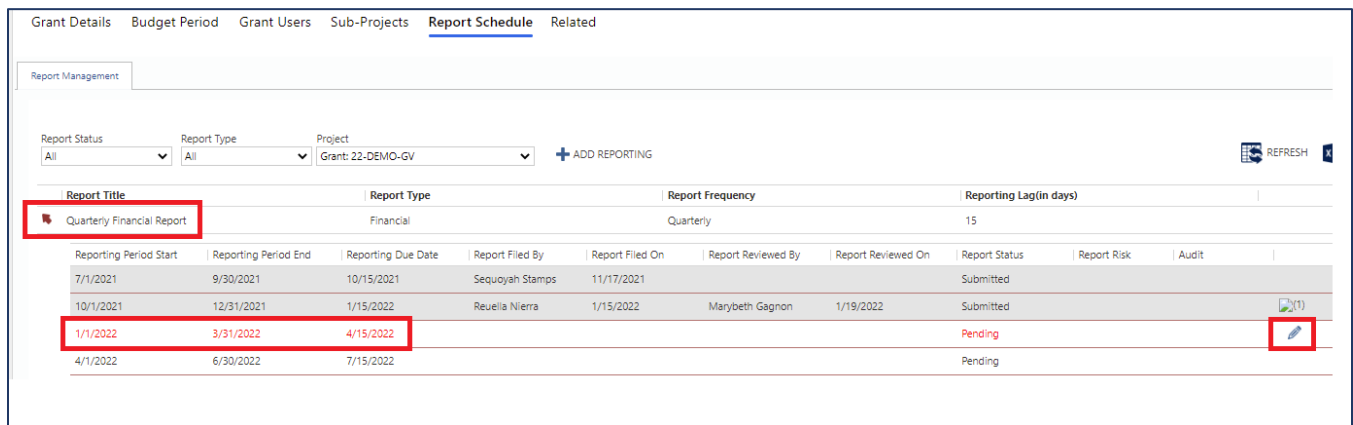 Grant Details Budget Period Grant Users Sub-Projects Report Schedule Related
Report Management
Report Status Report Type Project
All All Grant: 22-DEMO-GV ADD REPORTING REFRESH
Report Title Report Type Report Frequency Reporting Lag(in days)
Quarterly Financial Report Financial Quarterly 15
Reporting Period Start Reporting Period End Reporting Due Date Report Filed By Report Filed On Report Reviewed By Report Reviewed On Report Status Report Risk Audit
7/1/2021 9/30/2021 10/15/2021 Sequoyah Stamps 11/17/2021 Submitted
10/1/2021 12/31/2021 1/15/2022 Reuella Nierra 1/15/2022 Marybeth Gagnon 1/19/2022 Submitted (1)
1/1/2022 3/31/2022 4/15/2022 Pending
4/1/2022 6/30/2022 7/15/2022 Pending